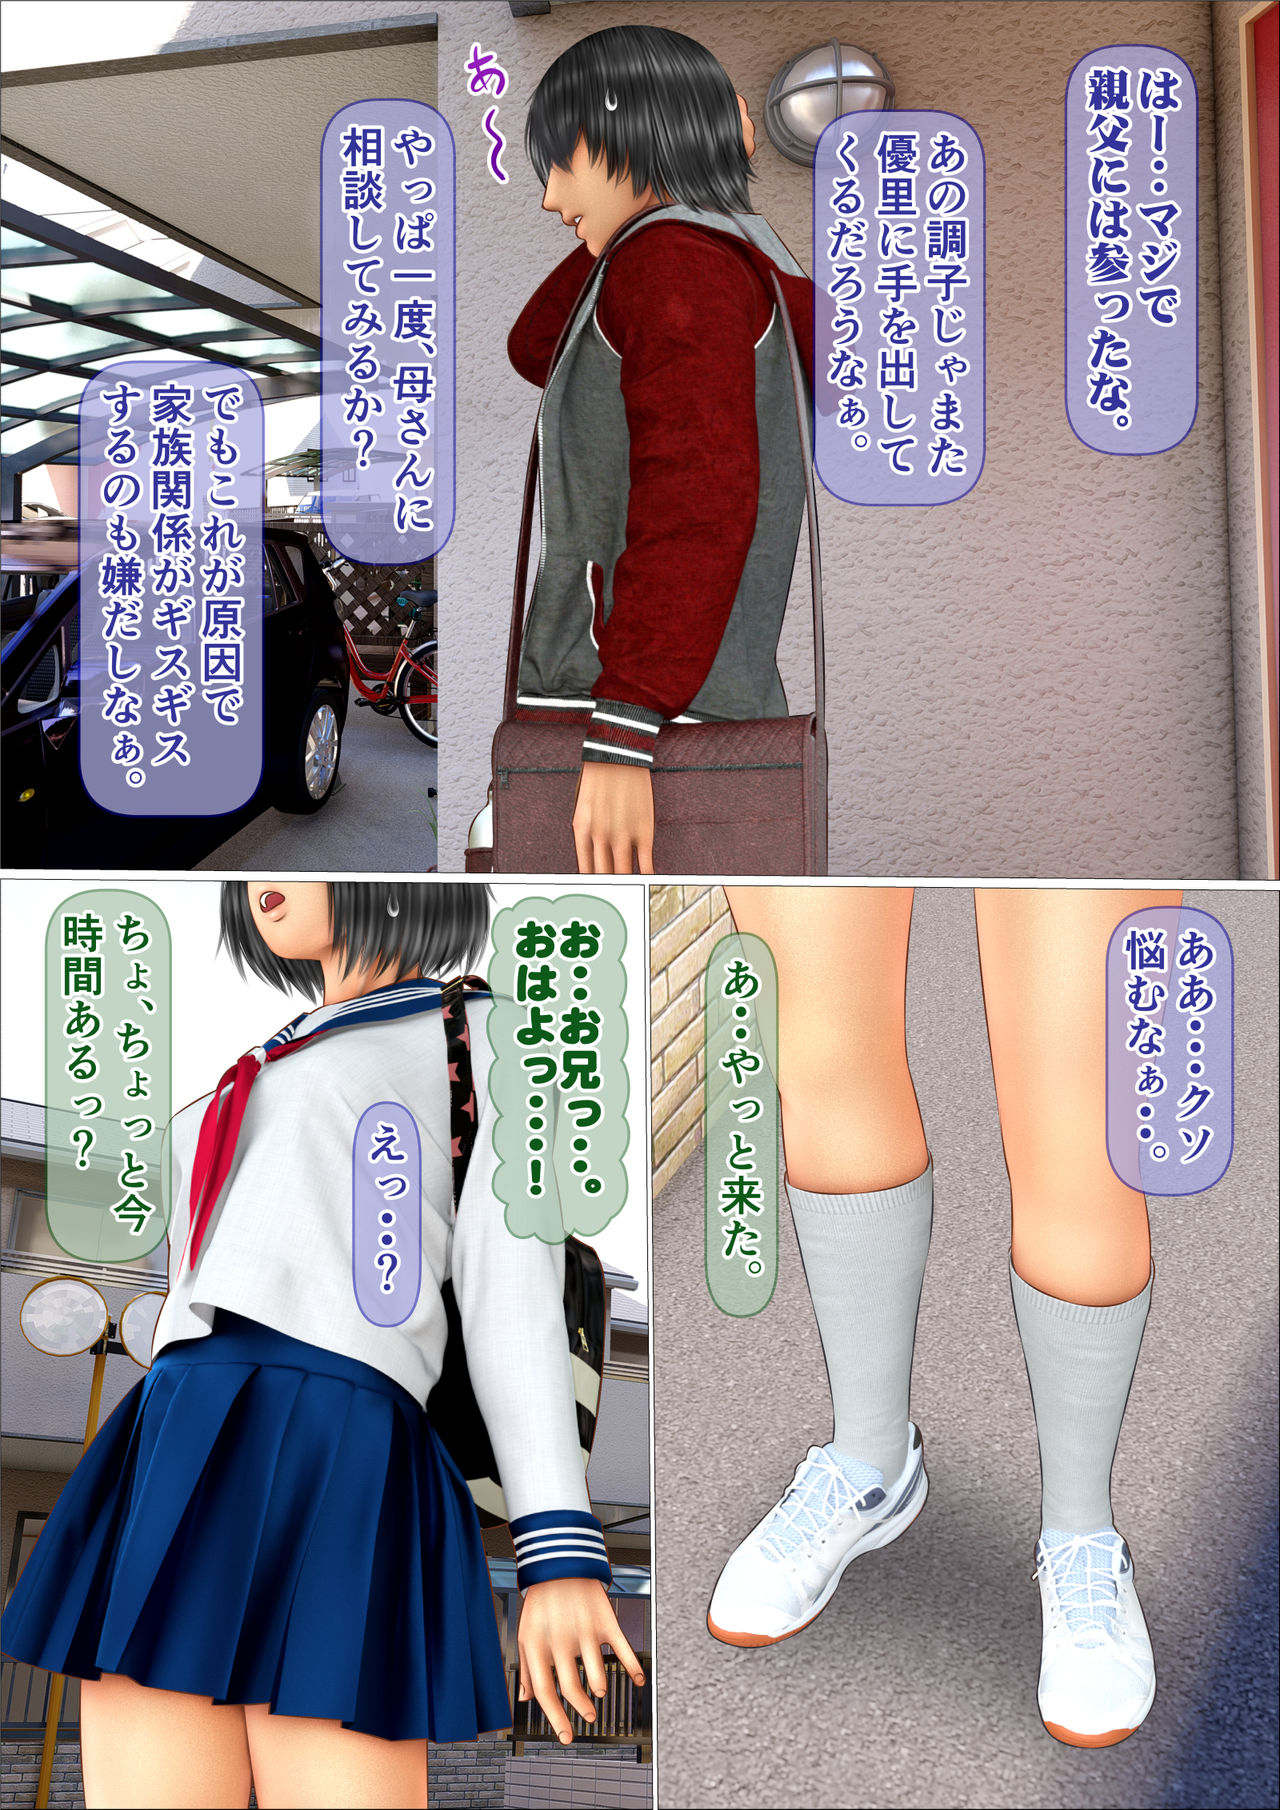 はー‥マジで
親父には参ったな。
あの調子じゃまた
優里に手を出して
くるだろうなぁ。
あ～
やっぱ一度、母さんに
相談してみるか?
でもこれが原因で
家族関係がギスギス
するのも嫌だしなぁ。
ああ‥‥クソ
悩むなぁ‥‥。
あ‥‥やっと来た。
お‥‥お兄っ‥‥。
おはよっ‥‥!
えっ‥‥?
ちょ、ちょっと今
時間あるっ?